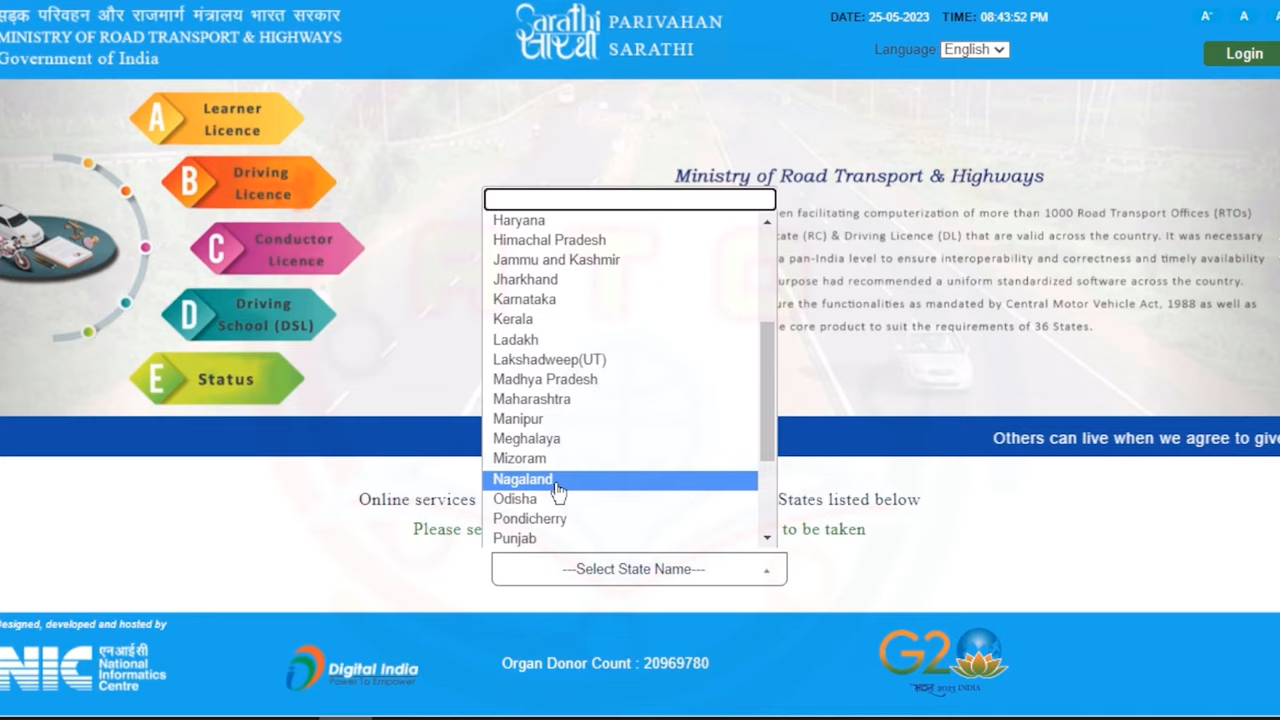 सड़क परिवहन और राजमार्ग मंत्रालय भारत सरकार
MINISTRY OF ROAD TRANSPORT & HIGHWAYS
Government of India
Sarathi
सारथी
PARIVAHAN
SARATHI
DATE: 25-05-2023 TIME: 08:43:52 PM
A- A
Language English
Login
A Learner
Licence
B Driving
Licence
C Conductor
Licence
D Driving
School (DSL)
E Status
Ministry of Road Transport & Highways
en facilitating computerization of more than 1000 Road Transport Offices (RTOs)
ate (RC) & Driving Licence (DL) that are valid across the country. It was necessary
a pan-India level to ensure interoperability and correctness and timely availability
urpose had recommended a uniform standardized software across the country.
ure the functionalities as mandated by Central Motor Vehicle Act, 1988 as well as
e core product to suit the requirements of 36 States.
Haryana
Himachal Pradesh
Jammu and Kashmir
Jharkhand
Karnataka
Kerala
Ladakh
Lakshadweep(UT)
Madhya Pradesh
Maharashtra
Manipur
Meghalaya
Mizoram
Nagaland
Odisha
Pondicherry
Punjab
Others can live when we agree to give
Online services States listed below
Please se to be taken
---Select State Name---
Designed, developed and hosted by
NIC
एन आई सी
National
Informatics
Centre
Digital India
Power To Empower
Organ Donor Count : 20969780
G20
भारत 2023 INDIA